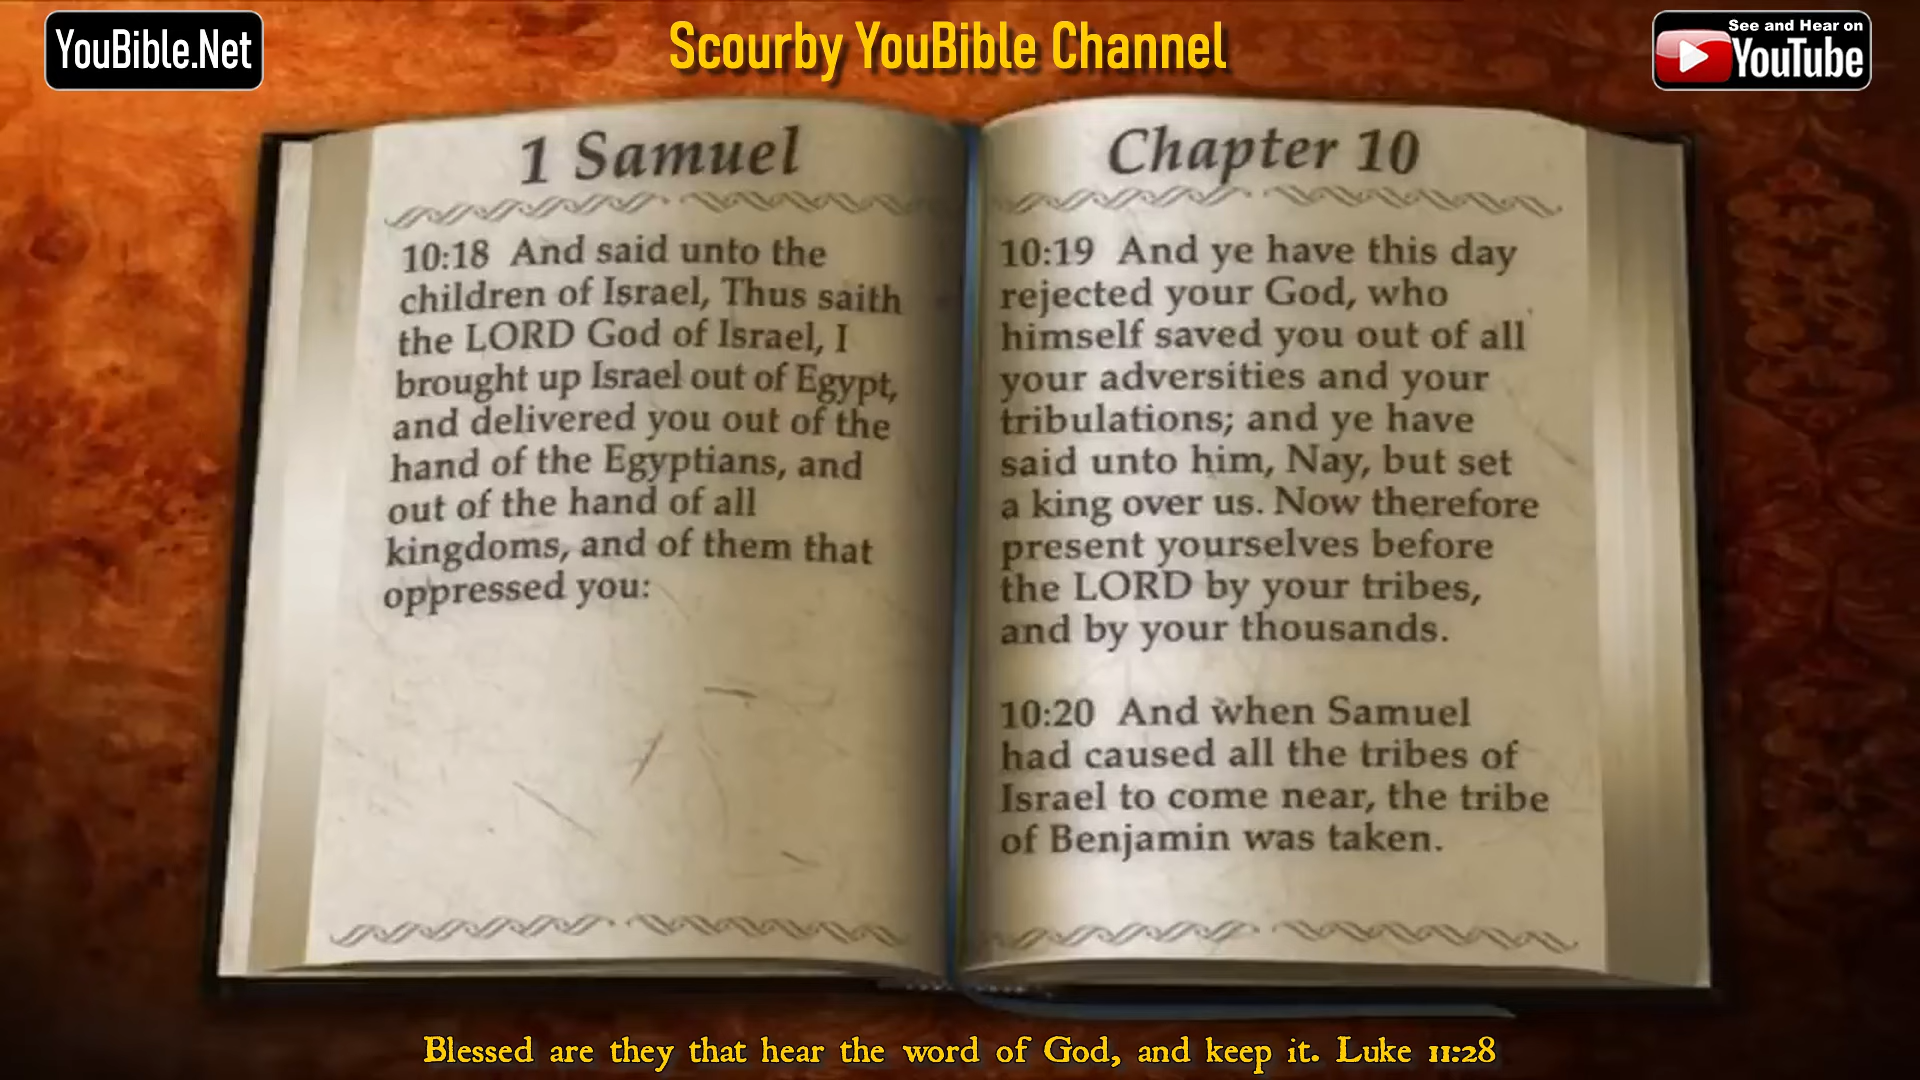 YouBible.Net
Scourby YouBible Channel
See and Hear on
YouTube
1 Samuel
10:18 And said unto the
children of Israel, Thus saith
the LORD God of Israel, I
brought up Israel out of Egypt,
and delivered you out of the
hand of the Egyptians, and
out of the hand of all
kingdoms, and of them that
oppressed you:
Chapter 10
10:19 And ye have this day
rejected your God, who
himself saved you out of all
your adversities and your
tribulations; and ye have
said unto him, Nay, but set
a king over us. Now therefore
present yourselves before
the LORD by your tribes,
and by your thousands.
10:20 And when Samuel
had caused all the tribes of
Israel to come near, the tribe
of Benjamin was taken.
Blessed are they that hear the word of God, and keep it. Luke 11:28